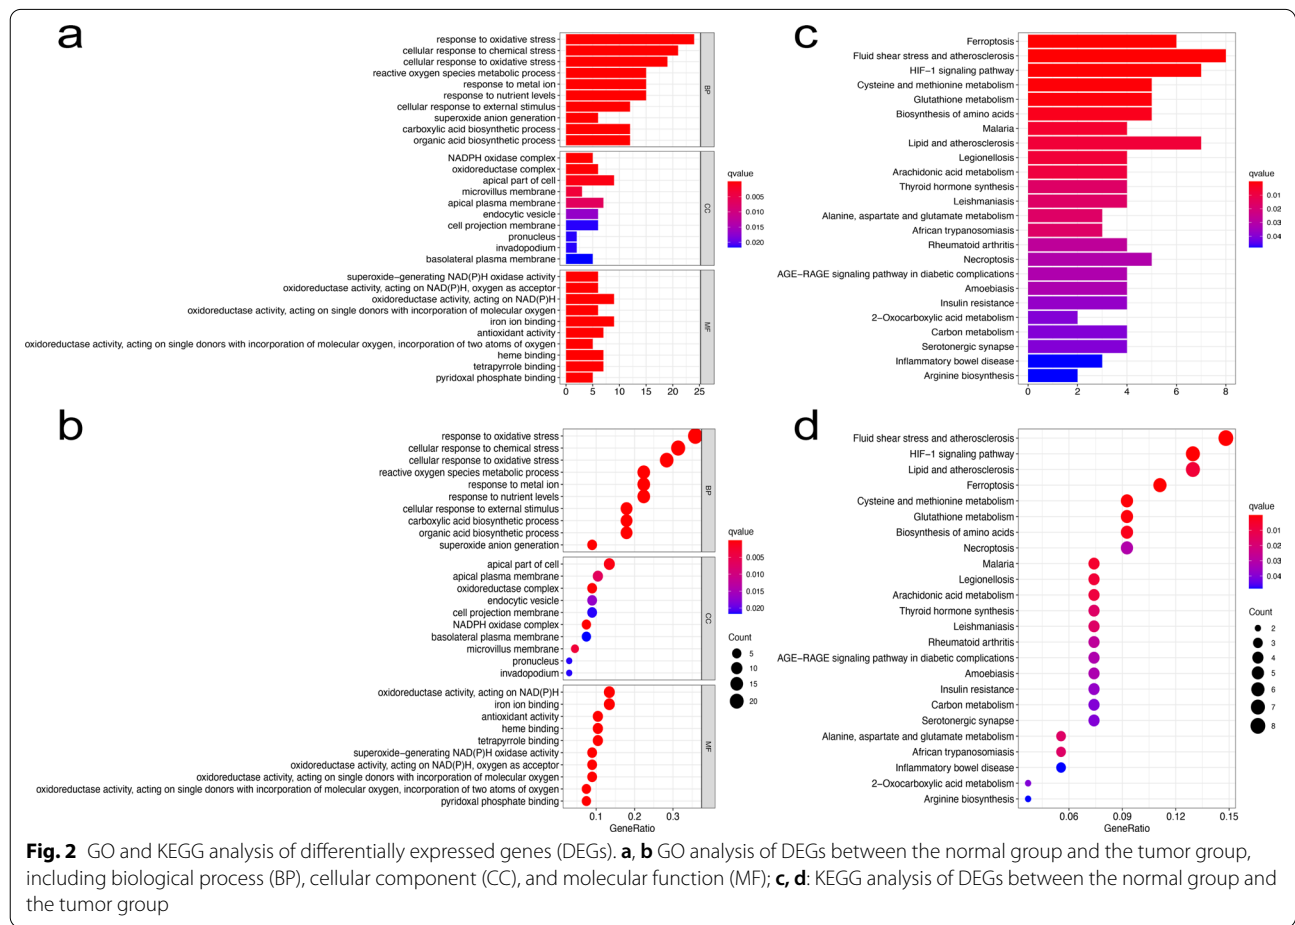 a
response to oxidative stress
cellular response to chemical stress
cellular response to oxidative stress
reactive oxygen species metabolic process
response to metal ion
response to nutrient levels
cellular response to external stimulus
superoxide anion generation
carboxylic acid biosynthetic process
organic acid biosynthetic process
BP
NADPH oxidase complex
oxidoreductase complex
apical part of cell
microvillus membrane
apical plasma membrane
endocytic vesicle
cell projection membrane
pronucleus
invadopodium
basolateral plasma membrane
CC
superoxide−generating NAD(P)H oxidase activity
oxidoreductase activity, acting on NAD(P)H, oxygen as acceptor
oxidoreductase activity, acting on NAD(P)H
oxidoreductase activity, acting on single donors with incorporation of molecular oxygen
iron ion binding
antioxidant activity
oxidoreductase activity, acting on single donors with incorporation of molecular oxygen, incorporation of two atoms of oxygen
heme binding
tetrapyrrole binding
pyridoxal phosphate binding
MF
0 5 10 15 20 25
qvalue
0.005
0.010
0.015
0.020
c
Ferroptosis
Fluid shear stress and atherosclerosis
HIF−1 signaling pathway
Cysteine and methionine metabolism
Glutathione metabolism
Biosynthesis of amino acids
Malaria
Lipid and atherosclerosis
Legionellosis
Arachidonic acid metabolism
Thyroid hormone synthesis
Leishmaniasis
Alanine, aspartate and glutamate metabolism
African trypanosomiasis
Rheumatoid arthritis
Necroptosis
AGE−RAGE signaling pathway in diabetic complications
Amoebiasis
Insulin resistance
2−Oxocarboxylic acid metabolism
Carbon metabolism
Serotonergic synapse
Inflammatory bowel disease
Arginine biosynthesis
0 2 4 6 8
qvalue
0.01
0.02
0.03
0.04
b
response to oxidative stress
cellular response to chemical stress
cellular response to oxidative stress
reactive oxygen species metabolic process
response to metal ion
response to nutrient levels
cellular response to external stimulus
carboxylic acid biosynthetic process
organic acid biosynthetic process
superoxide anion generation
BP
apical part of cell
apical plasma membrane
oxidoreductase complex
endocytic vesicle
cell projection membrane
NADPH oxidase complex
basolateral plasma membrane
microvillus membrane
pronucleus
invadopodium
CC
oxidoreductase activity, acting on NAD(P)H
iron ion binding
antioxidant activity
heme binding
tetrapyrrole binding
superoxide−generating NAD(P)H oxidase activity
oxidoreductase activity, acting on NAD(P)H, oxygen as acceptor
oxidoreductase activity, acting on single donors with incorporation of molecular oxygen
oxidoreductase activity, acting on single donors with incorporation of molecular oxygen, incorporation of two atoms of oxygen
pyridoxal phosphate binding
MF
0.1 0.2 0.3
GeneRatio
qvalue
0.005
0.010
0.015
0.020
Count
5
10
15
20
d
Fluid shear stress and atherosclerosis
HIF−1 signaling pathway
Lipid and atherosclerosis
Ferroptosis
Cysteine and methionine metabolism
Glutathione metabolism
Biosynthesis of amino acids
Necroptosis
Malaria
Legionellosis
Arachidonic acid metabolism
Thyroid hormone synthesis
Leishmaniasis
Rheumatoid arthritis
AGE−RAGE signaling pathway in diabetic complications
Amoebiasis
Insulin resistance
Carbon metabolism
Serotonergic synapse
Alanine, aspartate and glutamate metabolism
African trypanosomiasis
Inflammatory bowel disease
2−Oxocarboxylic acid metabolism
Arginine biosynthesis
0.06 0.09 0.12 0.15
GeneRatio
qvalue
0.01
0.02
0.03
0.04
Count
2
3
4
5
6
7
8
Fig. 2 GO and KEGG analysis of differentially expressed genes (DEGs). a, b GO analysis of DEGs between the normal group and the tumor group,
including biological process (BP), cellular component (CC), and molecular function (MF); c, d: KEGG analysis of DEGs between the normal group and
the tumor group